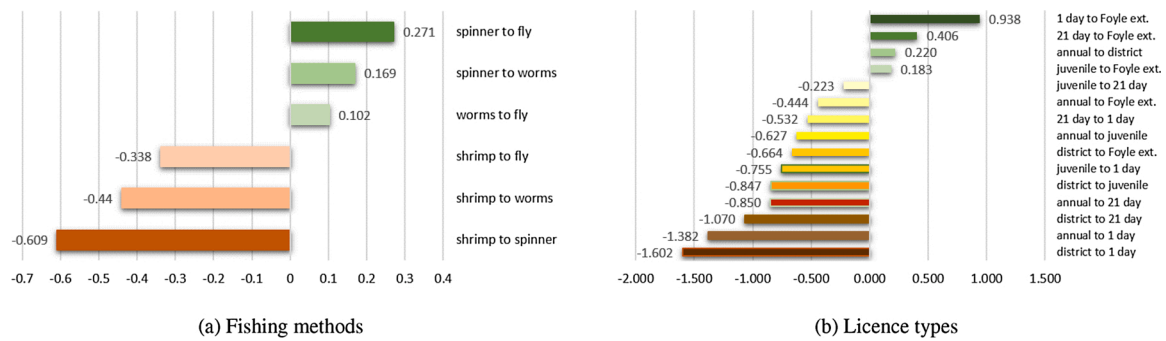 0.271 spinner to fly
0.169 spinner to worms
0.102 worms to fly
-0.338 shrimp to fly
-0.44 shrimp to worms
-0.609 shrimp to spinner
-0.7 -0.6 -0.5 -0.4 -0.3 -0.2 -0.1 0 0.1 0.2 0.3 0.4
(a) Fishing methods
0.938 1 day to Foyle ext.
0.406 21 day to Foyle ext.
0.220 annual to district
0.183 juvenile to Foyle ext.
-0.223 juvenile to 21 day
-0.444 annual to Foyle ext.
-0.532 21 day to 1 day
-0.627 annual to juvenile
-0.664 district to Foyle ext.
-0.755 juvenile to 1 day
-0.847 district to juvenile
-0.850 annual to 21 day
-1.070 district to 21 day
-1.382 annual to 1 day
-1.602 district to 1 day
-2.000 -1.500 -1.000 -0.500 0.000 0.500 1.000 1.500
(b) Licence types